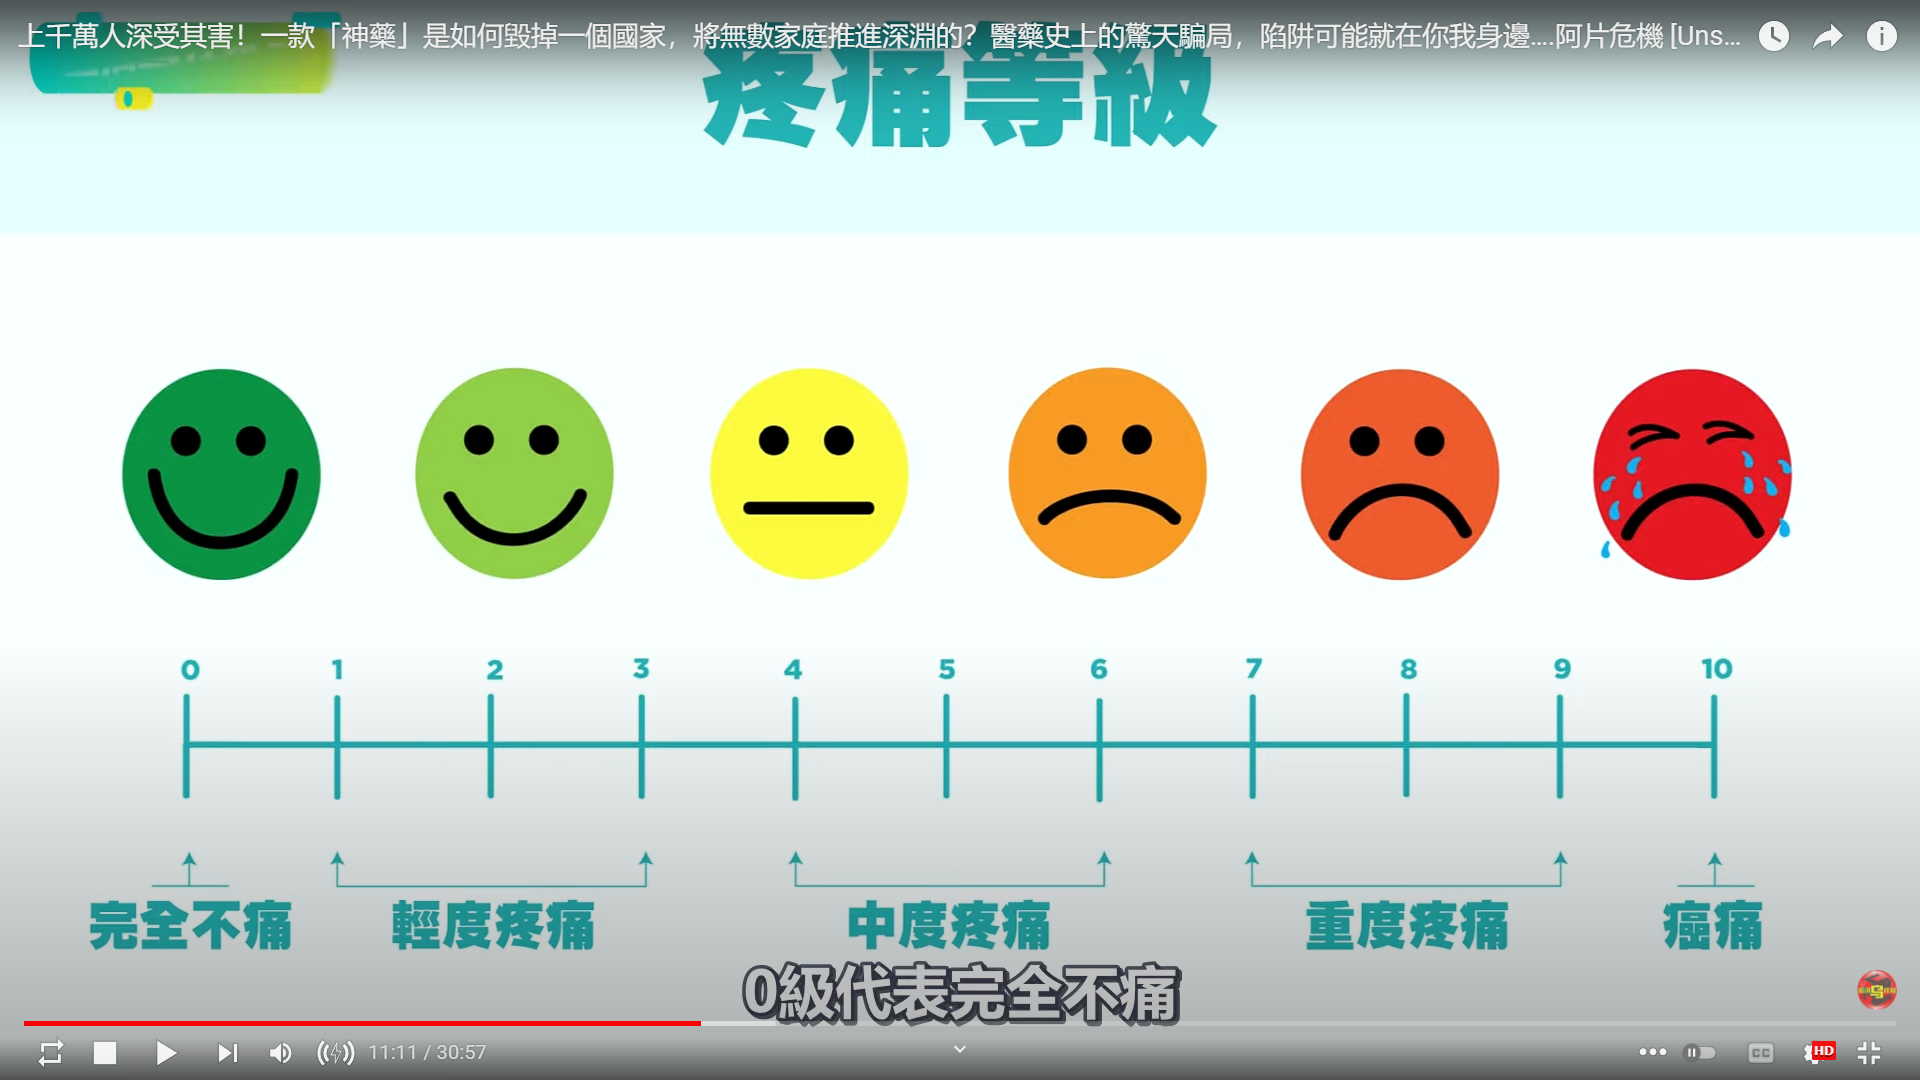 上千萬人深受其害！一款「神藥」是如何毀掉一個國家，將無數家庭推進深淵的？醫藥史上的驚天騙局，陷阱可能就在你我身邊....阿片危機 [Uns...
疼痛等級
0 1 2 3 4 5 6 7 8 9 10
完全不痛 輕度疼痛 中度疼痛 重度疼痛 癌痛
0級代表完全不痛
11:11 / 30:57
CC HD